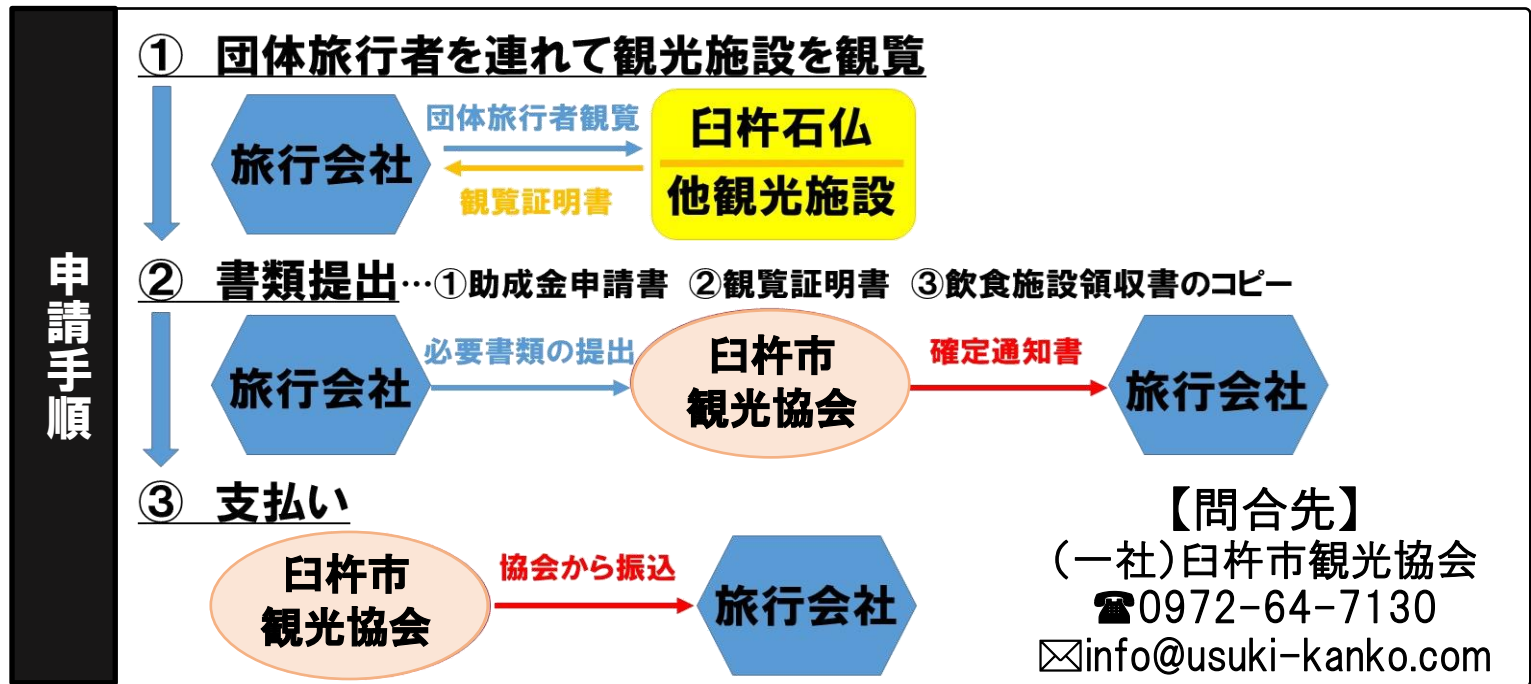 申請手順
① 団体旅行者を連れて観光施設を観覧
旅行会社
団体旅行者観覧
観覧証明書
臼杵石仏
他観光施設
② 書類提出…①助成金申請書 ②観覧証明書 ③飲食施設領収書のコピー
旅行会社
必要書類の提出
臼杵市
観光協会
確定通知書
旅行会社
③ 支払い
臼杵市
観光協会
協会から振込
旅行会社
【問合先】
(一社)臼杵市観光協会
☎0972-64-7130
✉info@usuki-kanko.com